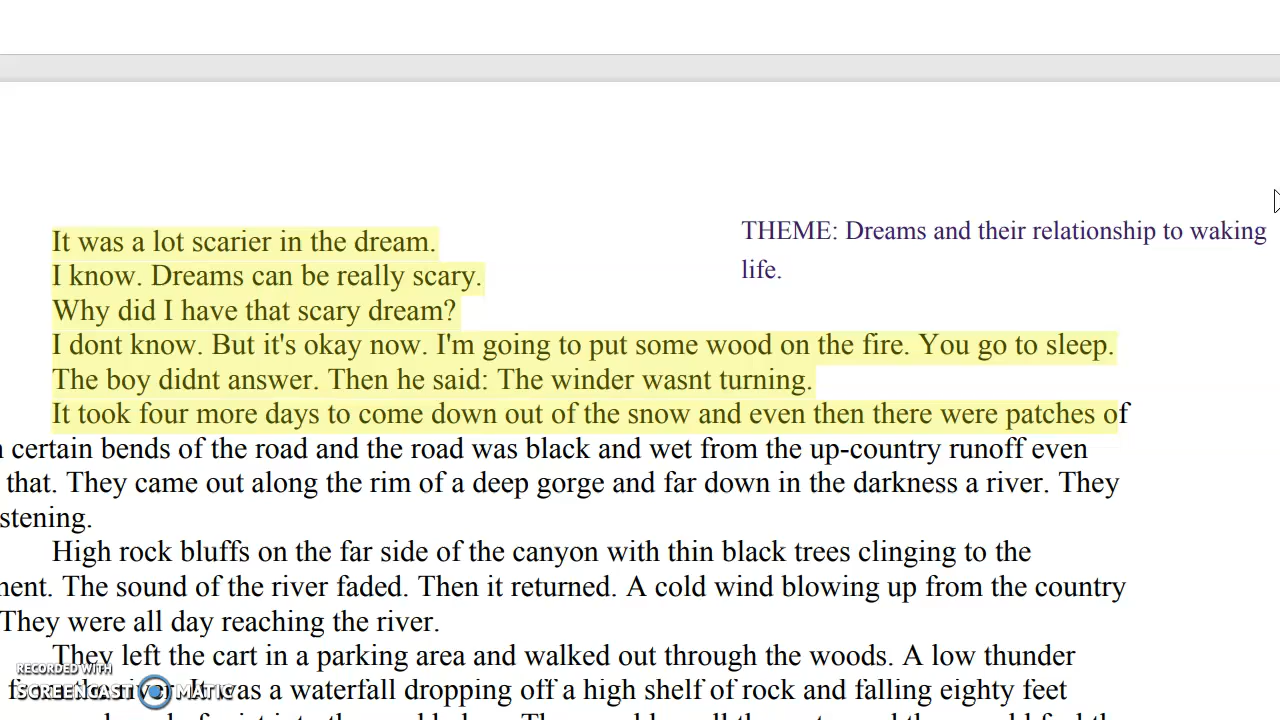 It was a lot scarier in the dream.
THEME: Dreams and their relationship to waking
life.
I know. Dreams can be really scary.
Why did I have that scary dream?
I dont know. But it's okay now. I'm going to put some wood on the fire. You go to sleep.
The boy didnt answer. Then he said: The winder wasnt turning.
It took four more days to come down out of the snow and even then there were patches of
certain bends of the road and the road was black and wet from the up-country runoff even
that. They came out along the rim of a deep gorge and far down in the darkness a river. They
stening.
High rock bluffs on the far side of the canyon with thin black trees clinging to the
ment. The sound of the river faded. Then it returned. A cold wind blowing up from the country
They were all day reaching the river.
They left the cart in a parking area and walked out through the woods. A low thunder
was a waterfall dropping off a high shelf of rock and falling eighty feet
RECORDED WITH
SCREENCAST MATIC